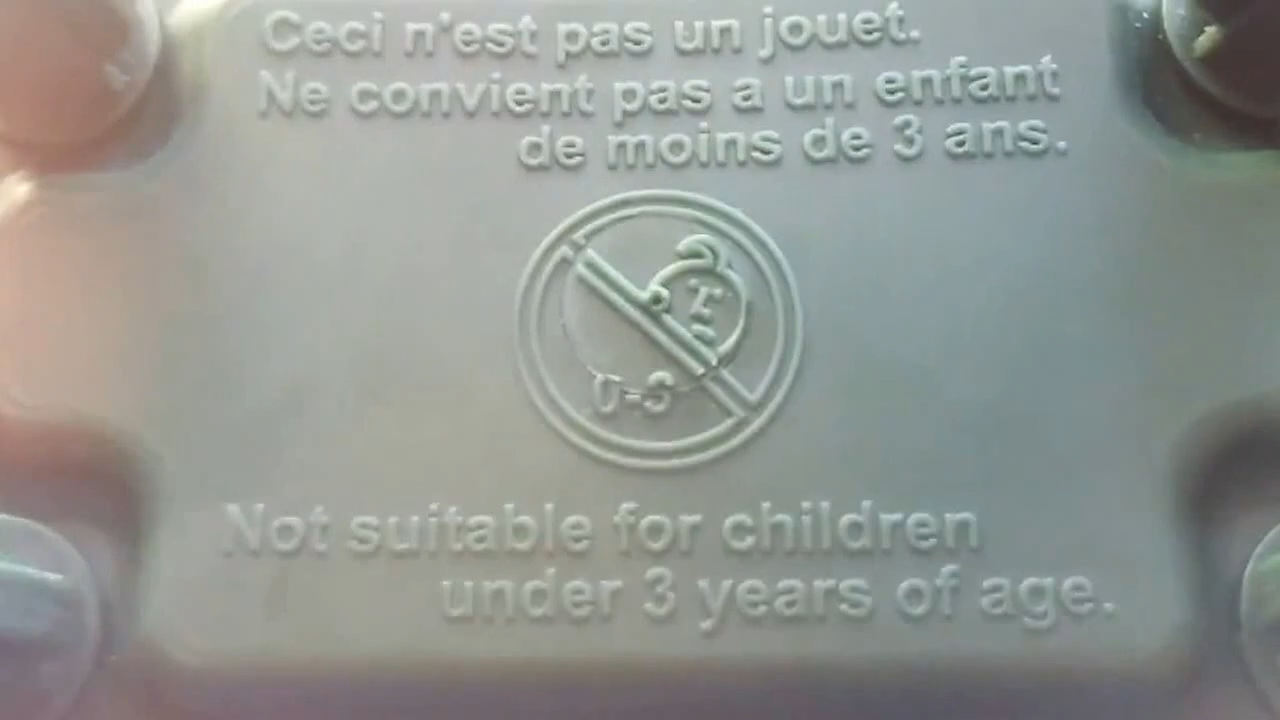 Ceci n'est pas un jouet.
Ne convient pas a un enfant
de moins de 3 ans.
0-3
Not suitable for children
under 3 years of age.